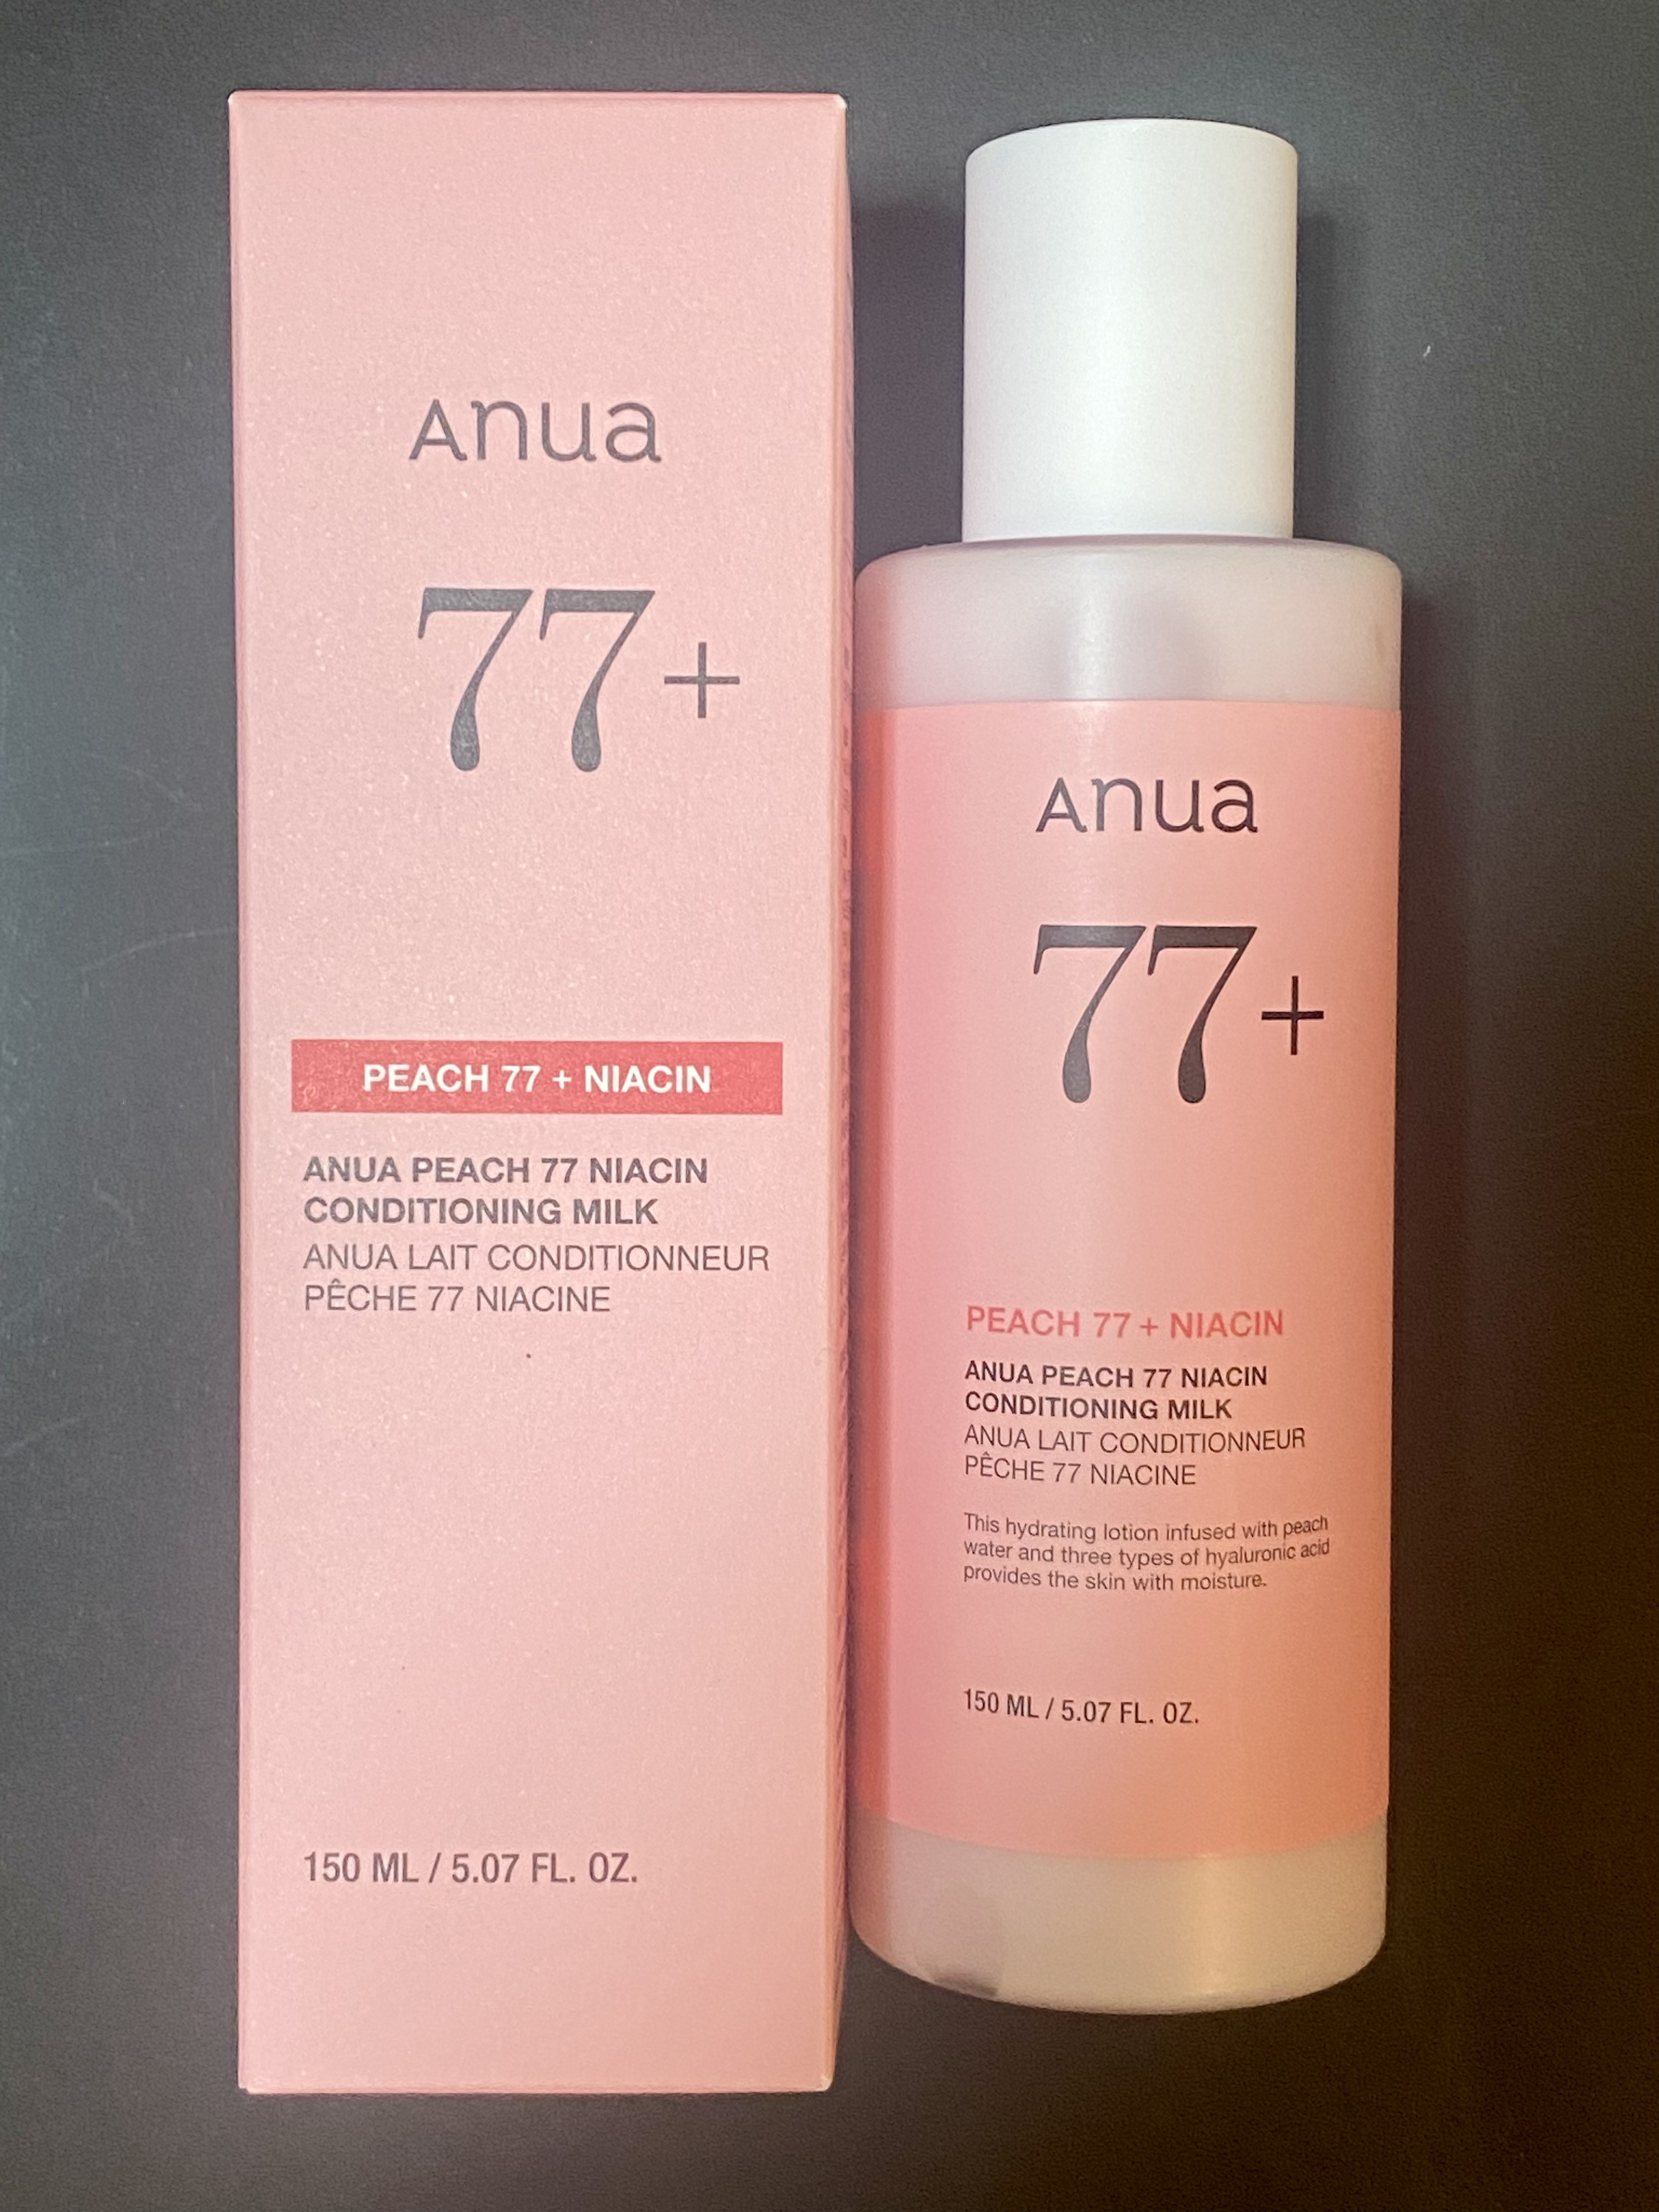 Anua
77+
PEACH 77 + NIACIN
ANUA PEACH 77 NIACIN
CONDITIONING MILK
ANUA LAIT CONDITIONNEUR
PÊCHE 77 NIACINE
150 ML / 5.07 FL. OZ.
Anua
77+
PEACH 77 + NIACIN
ANUA PEACH 77 NIACIN
CONDITIONING MILK
ANUA LAIT CONDITIONNEUR
PÊCHE 77 NIACINE
This hydrating lotion infused with peach
water and three types of hyaluronic acid
provides the skin with moisture.
150 ML / 5.07 FL. OZ.